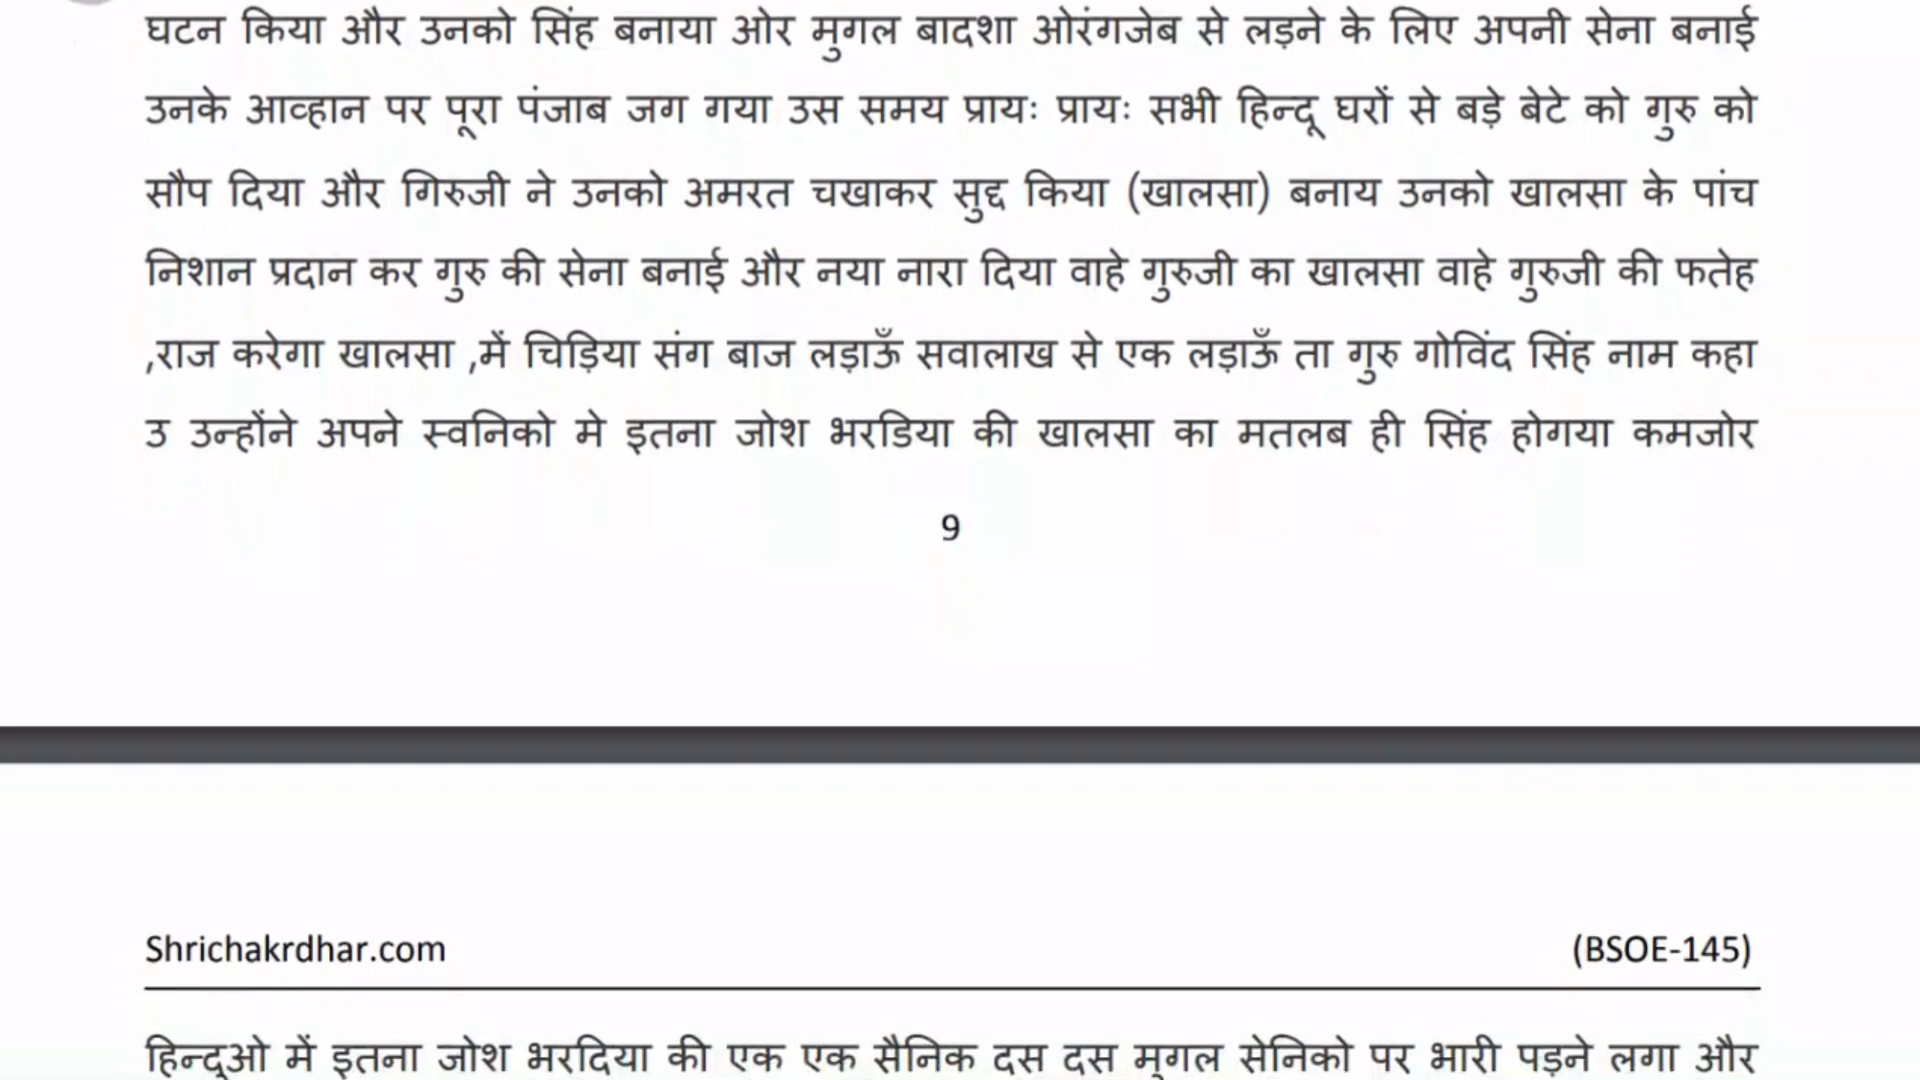 घटन किया और उनको सिंह बनाया ओर मुगल बादशा ओरंगजेब से लड़ने के लिए अपनी सेना बनाई
उनके आव्हान पर पूरा पंजाब जग गया उस समय प्रायः प्रायः सभी हिन्दू घरों से बड़े बेटे को गुरु को
सौप दिया और गिरुजी ने उनको अमरत चखाकर सुद्द किया (खालसा) बनाय उनको खालसा के पांच
निशान प्रदान कर गुरु की सेना बनाई और नया नारा दिया वाहे गुरुजी का खालसा वाहे गुरुजी की फतेह
,राज करेगा खालसा ,में चिड़िया संग बाज लड़ाऊँ सवालाख से एक लड़ाऊँ ता गुरु गोविंद सिंह नाम कहा
उ उन्होंने अपने स्वनिको मे इतना जोश भरडिया की खालसा का मतलब ही सिंह होगया कमजोर
9
Shrichakrdhar.com (BSOE-145)
हिन्दुओ में इतना जोश भरदिया की एक एक सैनिक दस दस मुगल सेनिको पर भारी पड़ने लगा और